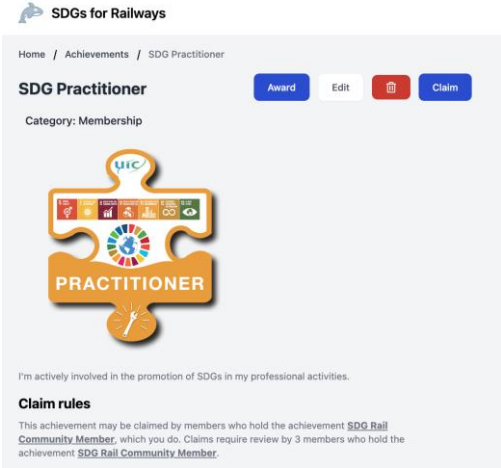 SDGs for Railways
Home / Achievements / SDG Practitioner
SDG Practitioner
Award
Edit
Claim
Category: Membership
UIC
PRACTITIONER
I'm actively involved in the promotion of SDGs in my professional activities.
Claim rules
This achievement may be claimed by members who hold the achievement SDG Rail
Community Member, which you do. Claims require review by 3 members who hold the
achievement SDG Rail Community Member.